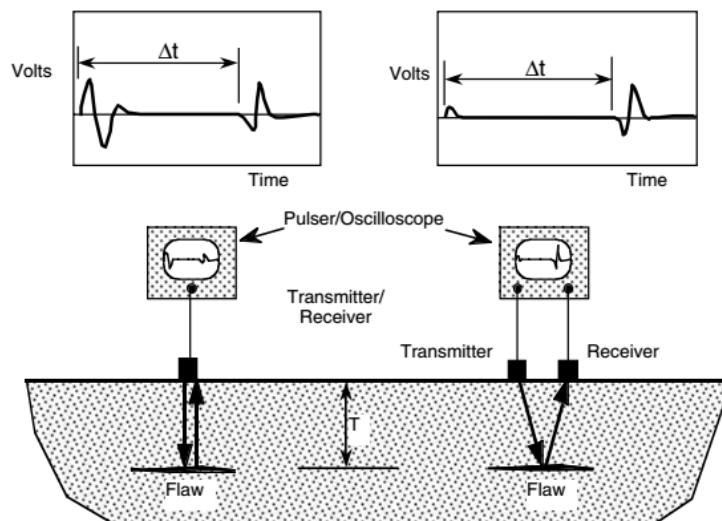 Volts
Δt
Time
Volts
Δt
Time
Pulser/Oscilloscope
Transmitter/
Receiver
Transmitter
Receiver
T
Flaw
Flaw